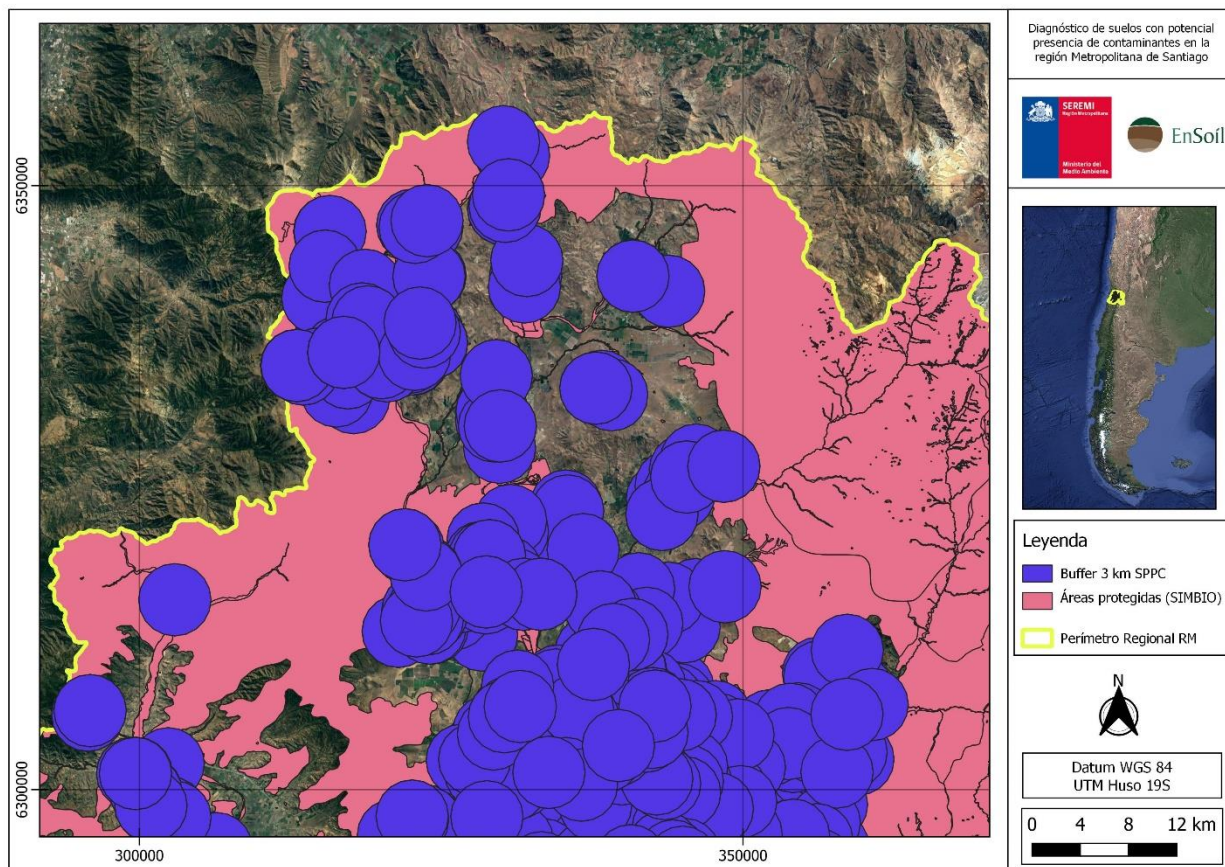 Diagnóstico de suelos con potencial
presencia de contaminantes en la
región Metropolitana de Santiago
SEREMI
Región Metropolitana
Ministerio del
Medio Ambiente
EnSoil
Leyenda
Buffer 3 km SPPC
Áreas protegidas (SIMBIO)
Perímetro Regional RM
N
Datum WGS 84
UTM Huso 19S
0 4 8 12 km
6350000
6300000
300000 350000